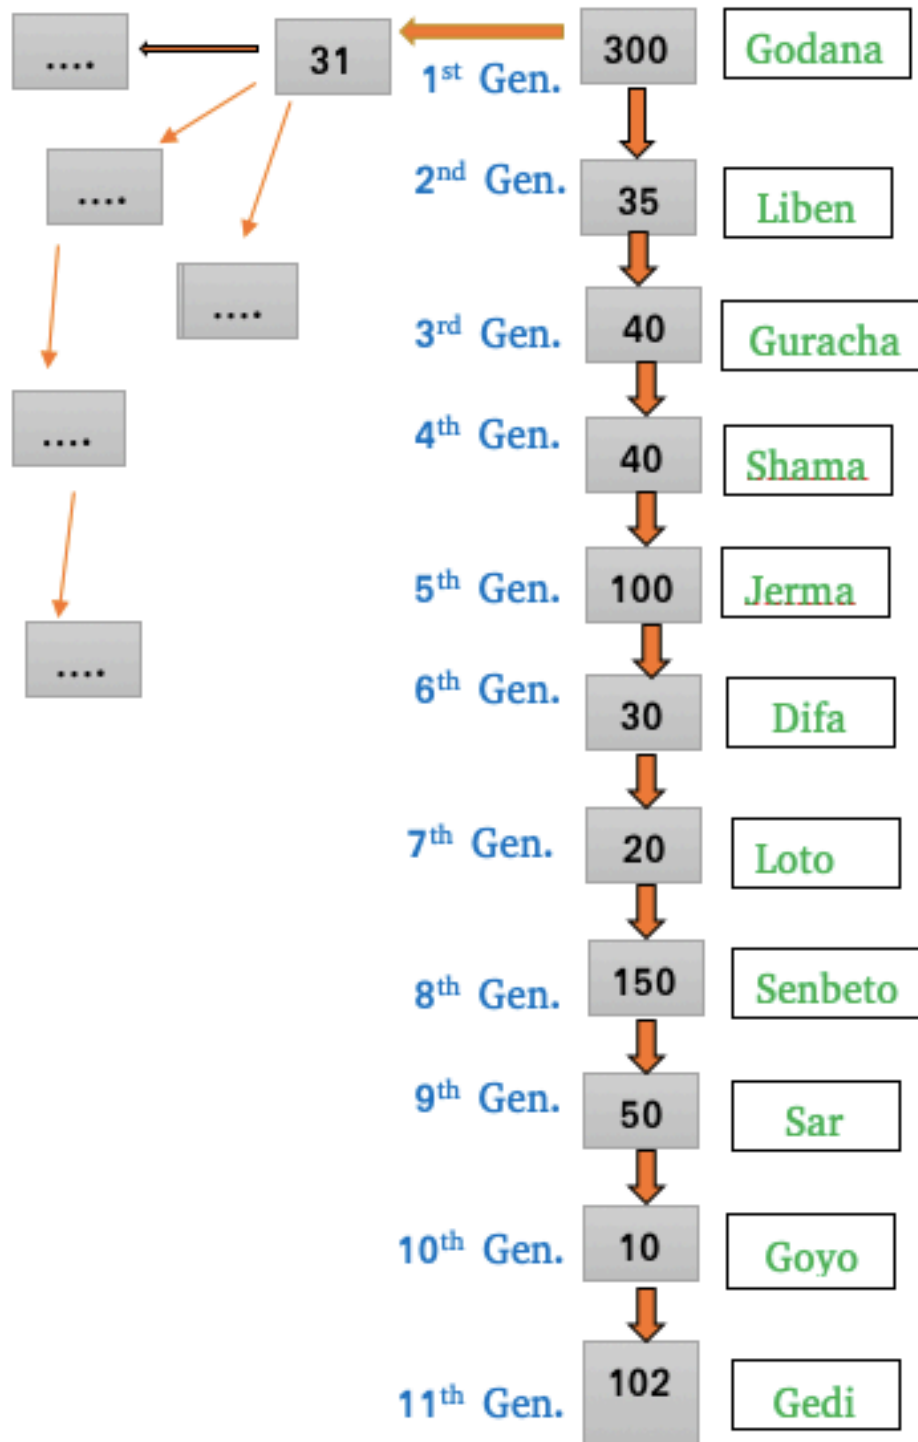 .... 31 300 Godana
1st Gen.
.... 2nd Gen. 35 Liben
.... 3rd Gen. 40 Guracha
.... 4th Gen. 40 Shama
5th Gen. 100 Jerma
.... 6th Gen. 30 Difa
7th Gen. 20 Loto
8th Gen. 150 Senbeto
9th Gen. 50 Sar
10th Gen. 10 Goyo
11th Gen. 102 Gedi